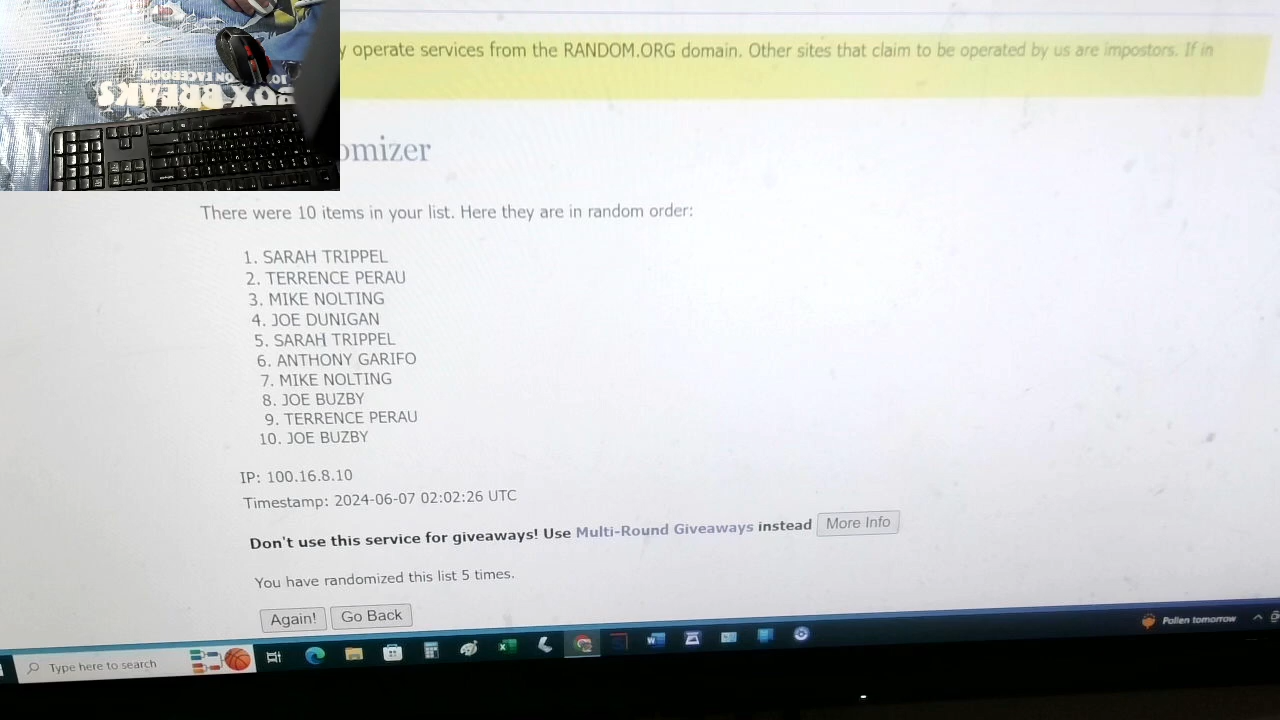 y operate services from the RANDOM.ORG domain. Other sites that claim to be operated by us are impostors. If in
omizer
There were 10 items in your list. Here they are in random order:
1. SARAH TRIPPEL
2. TERRENCE PERAU
3. MIKE NOLTING
4. JOE DUNIGAN
5. SARAH TRIPPEL
6. ANTHONY GARIFO
7. MIKE NOLTING
8. JOE BUZBY
9. TERRENCE PERAU
10. JOE BUZBY
IP: 100.16.8.10
Timestamp: 2024-06-07 02:02:26 UTC
Don't use this service for giveaways! Use Multi-Round Giveaways instead More Info
You have randomized this list 5 times.
Again! Go Back
Type here to search
Pollen tomorrow
ON FACEBOOK
BOX BREAKS